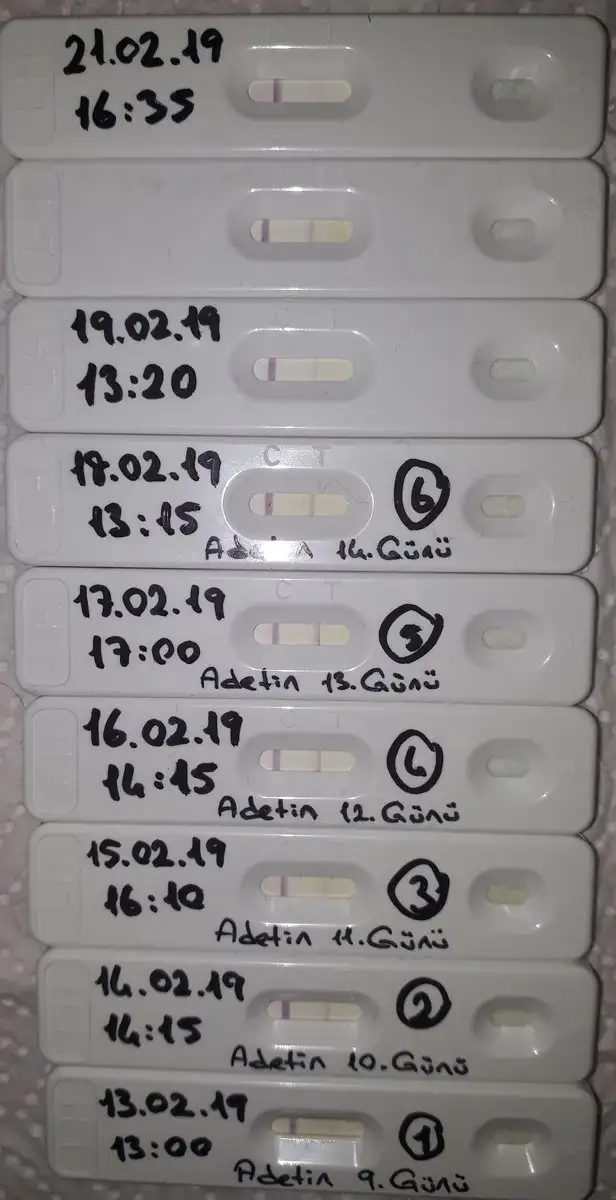 21.02.19
16:35
19.02.19
13:20
C T
18.02.19
13:15
6
Adetin 14.Günü
C T
17.02.19
17:00
5
Adetin 13.Günü
16.02.19
14:15
4
Adetin 12.Günü
15.02.19
16:10
3
Adetin 11.Günü
14.02.19
14:15
2
Adetin 10.Günü
13.02.19
13:00
1
Adetin 9.Günü